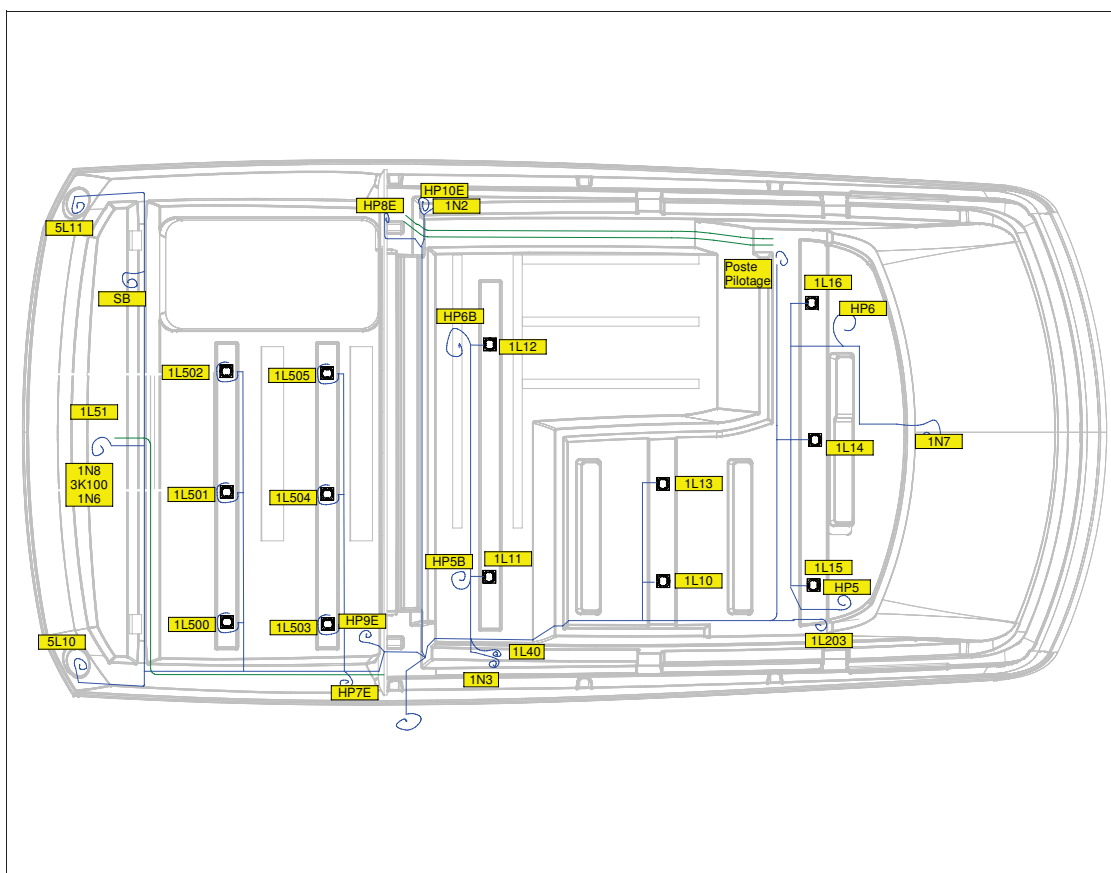 HP10E
HP8E
1N2
5L11
Poste
Pilotage
1L16
SB
HP6
HP6B
1L12
1L502
1L505
1L51
1N7
1L14
1N8
3K100
1N6
1L13
1L501
1L504
HP5B
1L11
1L10
1L15
HP5
1L500
HP9E
1L503
5L10
1L203
1L40
1N3
HP7E